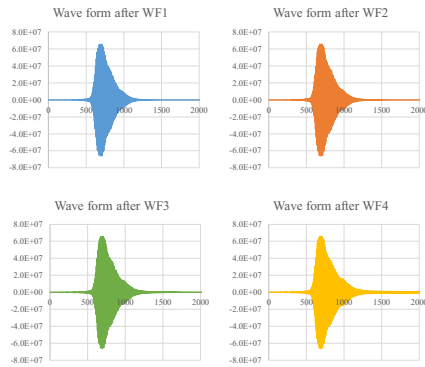 Wave form after WF1
8.0E+07
6.0E+07
4.0E+07
2.0E+07
0.0E+00
-2.0E+07
-4.0E+07
-6.0E+07
-8.0E+07
0 500 1000 1500 2000
Wave form after WF2
8.0E+07
6.0E+07
4.0E+07
2.0E+07
0.0E+00
-2.0E+07
-4.0E+07
-6.0E+07
-8.0E+07
0 500 1000 1500 2000
Wave form after WF3
8.0E+07
6.0E+07
4.0E+07
2.0E+07
0.0E+00
-2.0E+07
-4.0E+07
-6.0E+07
-8.0E+07
0 500 1000 1500 2000
Wave form after WF4
8.0E+07
6.0E+07
4.0E+07
2.0E+07
0.0E+00
-2.0E+07
-4.0E+07
-6.0E+07
-8.0E+07
0 500 1000 1500 2000